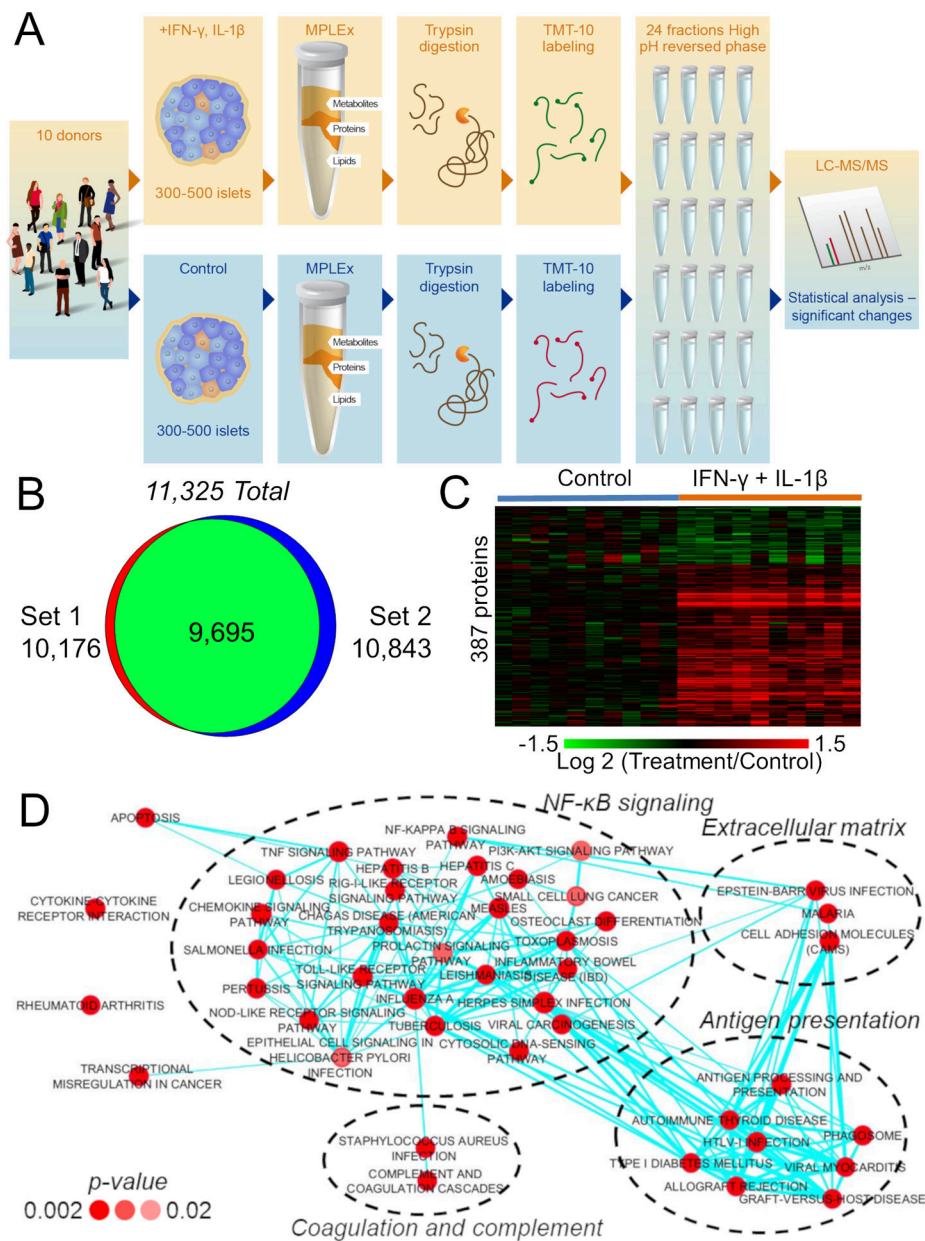 A
+IFN-γ, IL-1β
MPLEx
Trypsin
digestion
TMT-10
labeling
24 fractions High
pH reversed phase
10 donors
Metabolites
Proteins
Lipids
300-500 islets
LC-MS/MS
m/z
Statistical analysis –
significant changes
Control
MPLEx
Trypsin
digestion
TMT-10
labeling
Metabolites
Proteins
Lipids
300-500 islets
B
11,325 Total
Set 1
10,176
9,695
Set 2
10,843
C
Control
IFN-γ + IL-1β
387 proteins
-1.5
1.5
Log 2 (Treatment/Control)
D
NF-κB signaling
APOPTOSIS
NF-KAPPA B SIGNALING
PATHWAY
PI3K-AKT SIGNALING PATHWAY
TNF SIGNALING PATHWAY
HEPATITIS B
HEPATITIS C
LEGIONELLOSIS
RIG-I-LIKE RECEPTOR
SIGNALING PATHWAY
AMOEBIASIS
SMALL CELL LUNG CANCER
MEASLES
CYTOKINE-CYTOKINE
RECEPTOR INTERACTION
CHEMOKINE SIGNALING
PATHWAY
CHAGAS DISEASE (AMERICAN
TRYPANOSOMIASIS)
OSTEOCLAST DIFFERENTIATION
SALMONELLA INFECTION
PROLACTIN SIGNALING
PATHWAY
TOXOPLASMOSIS
TOLL-LIKE RECEPTOR
SIGNALING PATHWAY
LEISHMANIASIS
INFLAMMATORY BOWEL
DISEASE (IBD)
PERTUSSIS
INFLUENZA A
HERPES SIMPLEX INFECTION
RHEUMATOID ARTHRITIS
NOD-LIKE RECEPTOR SIGNALING
PATHWAY
TUBERCULOSIS
VIRAL CARCINOGENESIS
EPITHELIAL CELL SIGNALING IN
HELICOBACTER PYLORI
INFECTION
CYTOSOLIC DNA-SENSING
PATHWAY
TRANSCRIPTIONAL
MISREGULATION IN CANCER
Extracellular matrix
EPSTEIN-BARR VIRUS INFECTION
MALARIA
CELL ADHESION MOLECULES
(CAMS)
Antigen presentation
ANTIGEN PROCESSING AND
PRESENTATION
AUTOIMMUNE THYROID DISEASE
HTLV-I INFECTION
PHAGOSOME
TYPE I DIABETES MELLITUS
VIRAL MYOCARDITIS
ALLOGRAFT REJECTION
GRAFT-VERSUS-HOST DISEASE
STAPHYLOCOCCUS AUREUS
INFECTION
COMPLEMENT AND
COAGULATION CASCADES
Coagulation and complement
p-value
0.002
0.02